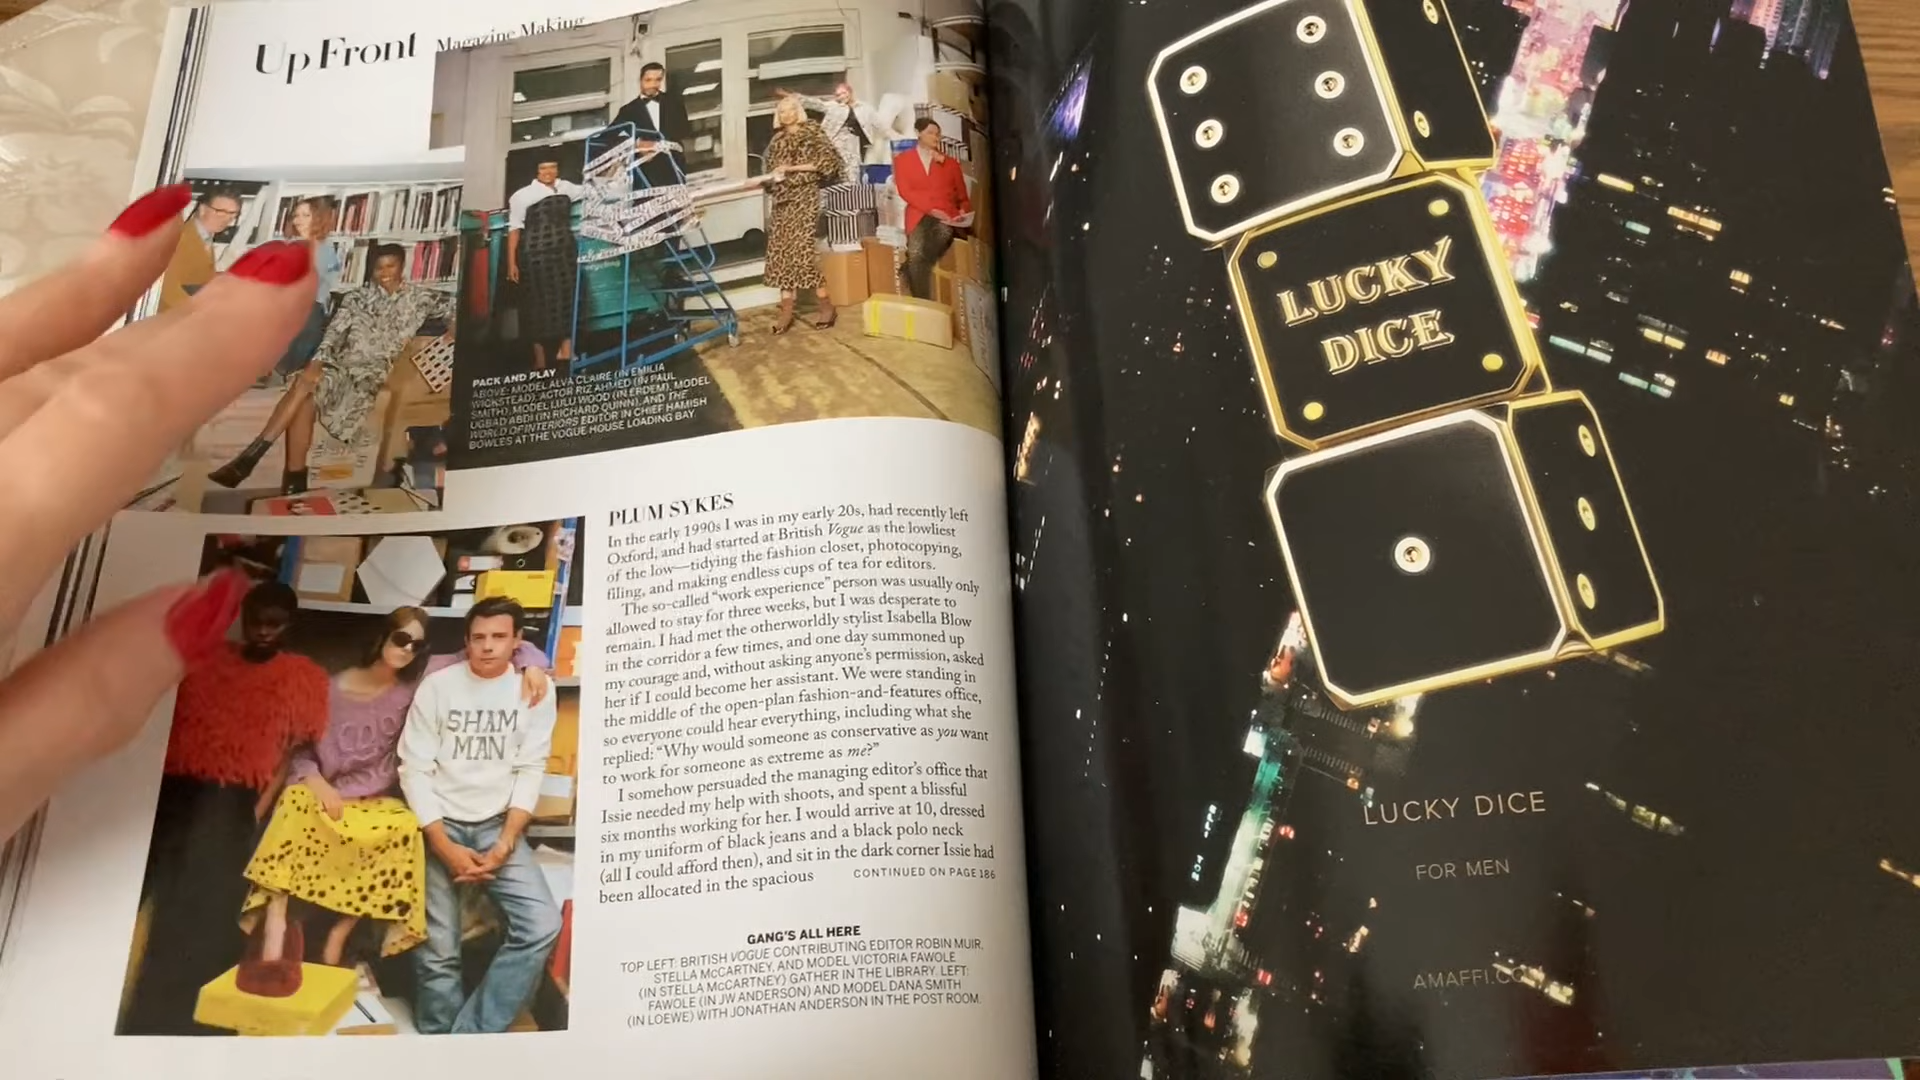 Up Front
Magazine Making
PACK AND PLAY
ABOVE: MODEL ALVA CLAIRE (IN EMILIA
WICKSTEAD), ACTOR RIZ AHMED (IN PAUL
SMITH), MODEL LULU WOOD (IN ERDEM), MODEL
UGBAD ABDI (IN RICHARD QUINN), AND THE
WORLD OF INTERIORS EDITOR IN CHIEF HAMISH
BOWLES AT THE VOGUE HOUSE LOADING BAY.
PLUM SYKES
In the early 1990s I was in my early 20s, had recently left
Oxford, and had started at British Vogue as the lowliest
of the low—tidying the fashion closet, photocopying,
filing, and making endless cups of tea for editors.
The so-called "work experience" person was usually only
allowed to stay for three weeks, but I was desperate to
remain. I had met the otherworldly stylist Isabella Blow
in the corridor a few times, and one day summoned up
my courage and, without asking anyone's permission, asked
her if I could become her assistant. We were standing in
the middle of the open-plan fashion-and-features office,
so everyone could hear everything, including what she
replied: "Why would someone as conservative as you want
to work for someone as extreme as me?"
I somehow persuaded the managing editor's office that
Issie needed my help with shoots, and spent a blissful
six months working for her. I would arrive at 10, dressed
in my uniform of black jeans and a black polo neck
(all I could afford then), and sit in the dark corner Issie had
been allocated in the spacious CONTINUED ON PAGE 186
SHAM
MAN
GANG'S ALL HERE
TOP LEFT: BRITISH VOGUE CONTRIBUTING EDITOR ROBIN MUIR,
STELLA McCARTNEY, AND MODEL VICTORIA FAWOLE
(IN STELLA McCARTNEY) GATHER IN THE LIBRARY. LEFT:
FAWOLE (IN JW ANDERSON) AND MODEL DANA SMITH
(IN LOEWE) WITH JONATHAN ANDERSON IN THE POST ROOM.
LUCKY
DICE
LUCKY DICE
FOR MEN
AMAFFI.COM